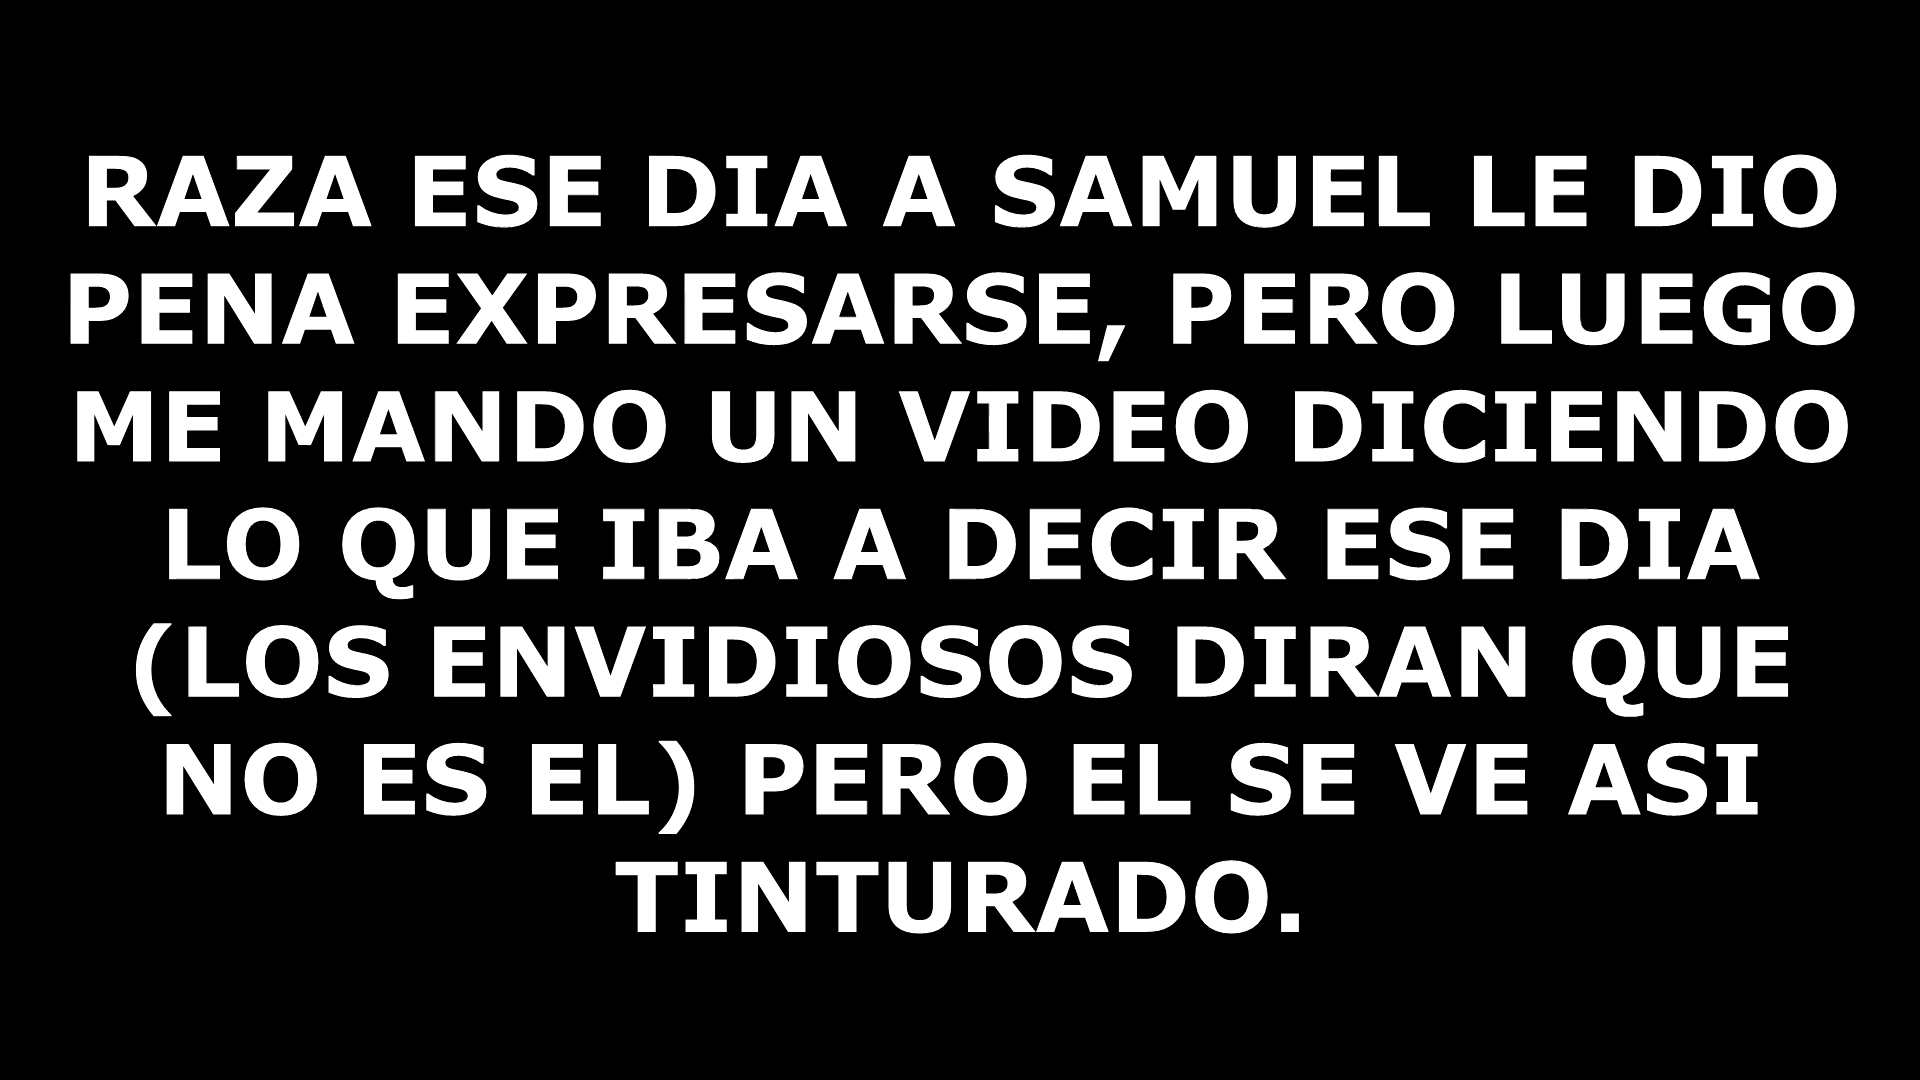 RAZA ESE DIA A SAMUEL LE DIO
PENA EXPRESARSE, PERO LUEGO
ME MANDO UN VIDEO DICIENDO
LO QUE IBA A DECIR ESE DIA
(LOS ENVIDIOSOS DIRAN QUE
NO ES EL) PERO EL SE VE ASI
TINTURADO.